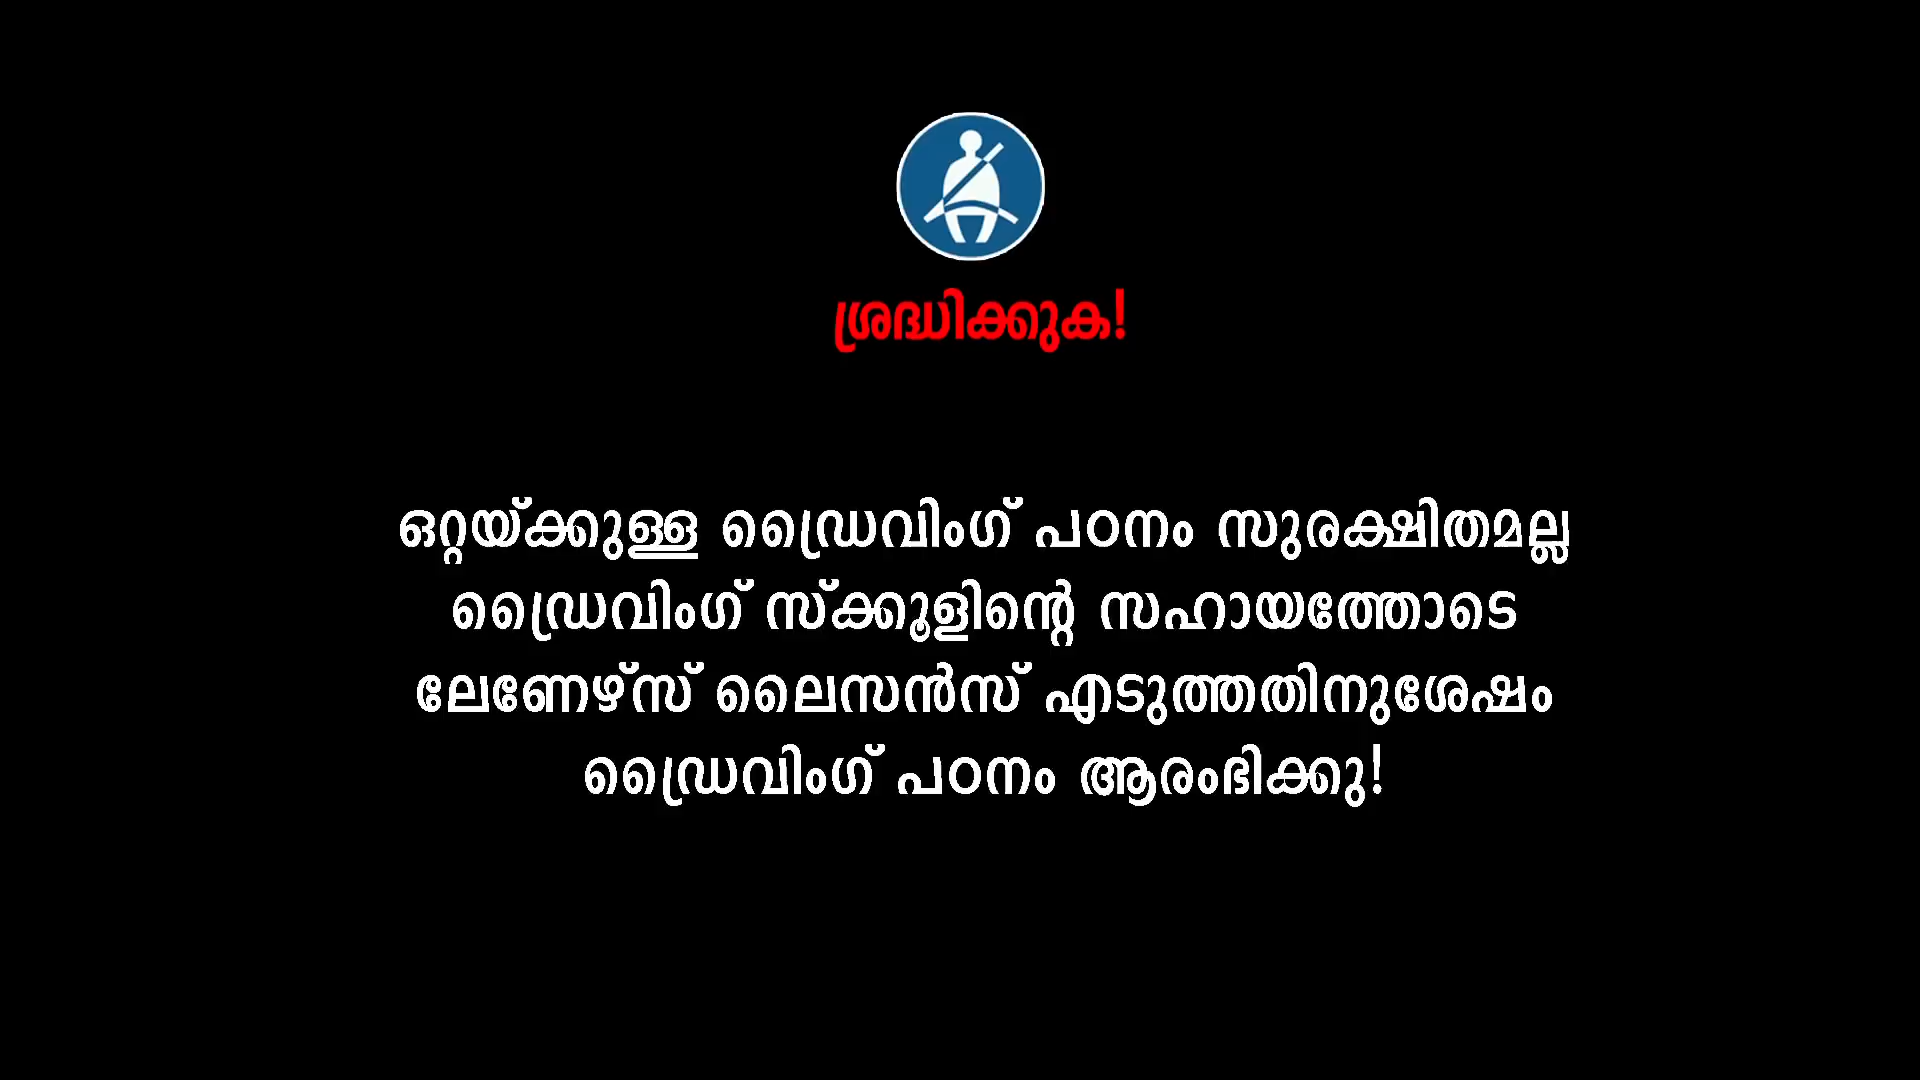 ശ്രദ്ധിക്കുക!
ഒറ്റയ്ക്കുള്ള ഡ്രൈവിംഗ് പഠനം സുരക്ഷിതമല്ല
ഡ്രൈവിംഗ് സ്ക്കൂളിന്റെ സഹായത്തോടെ
ലേണേഴ്സ് ലൈസൻസ് എടുത്തതിനുശേഷം
ഡ്രൈവിംഗ് പഠനം ആരംഭിക്കു!